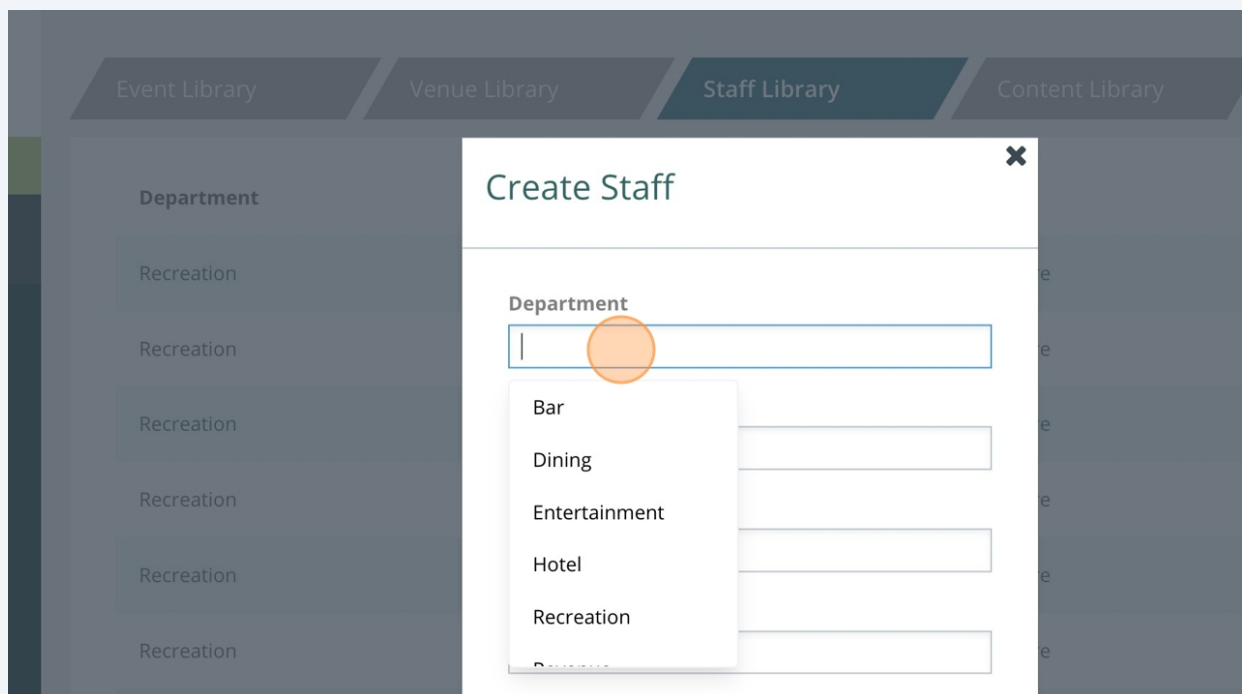 Event Library
Venue Library
Staff Library
Content Library
Create Staff
Department
Department
Recreation
Recreation
Recreation
Recreation
Recreation
Recreation
Bar
Dining
Entertainment
Hotel
Recreation